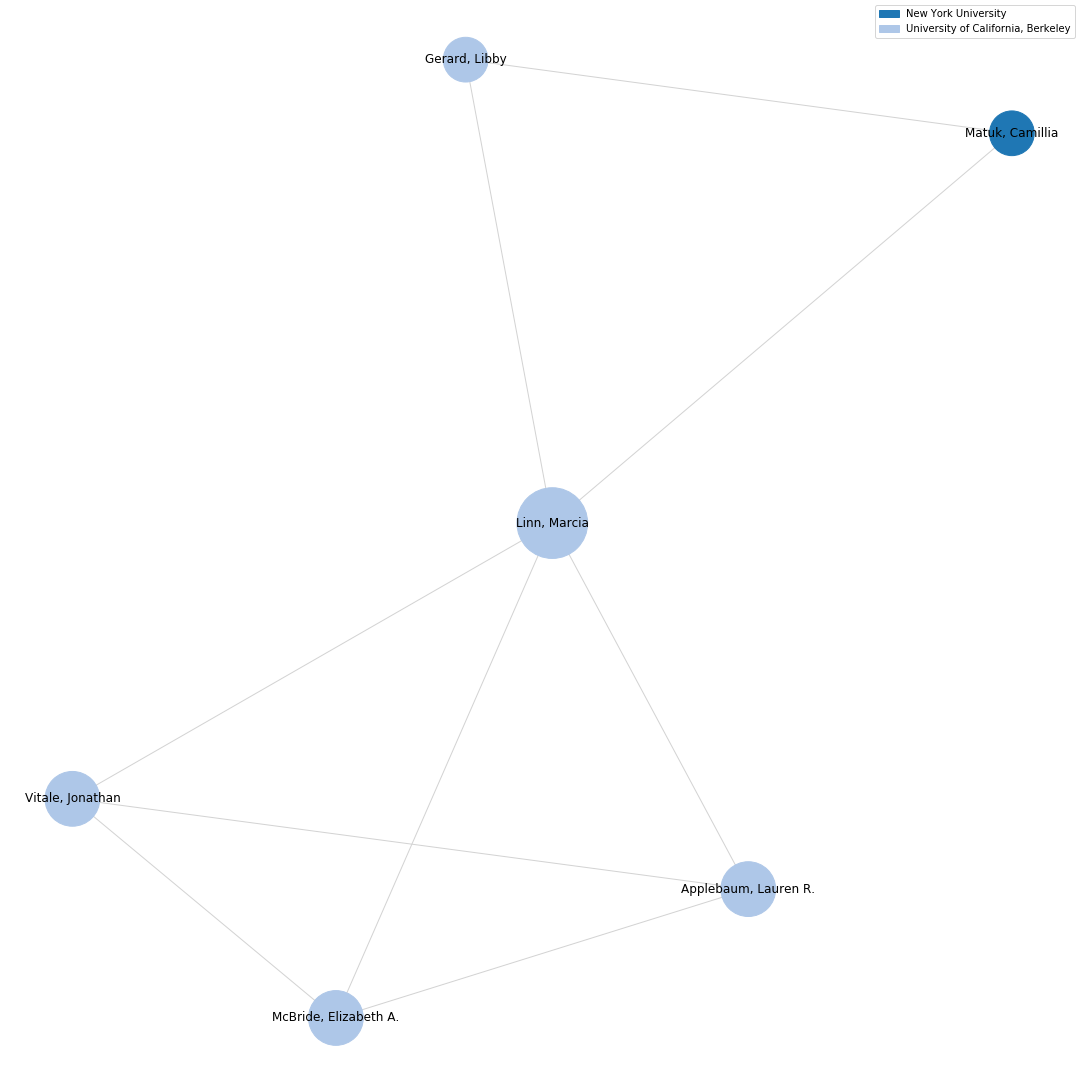 New York University
University of California, Berkeley
Gerard, Libby
Matuk, Camillia
Linn, Marcia
Vitale, Jonathan
Applebaum, Lauren R.
McBride, Elizabeth A.